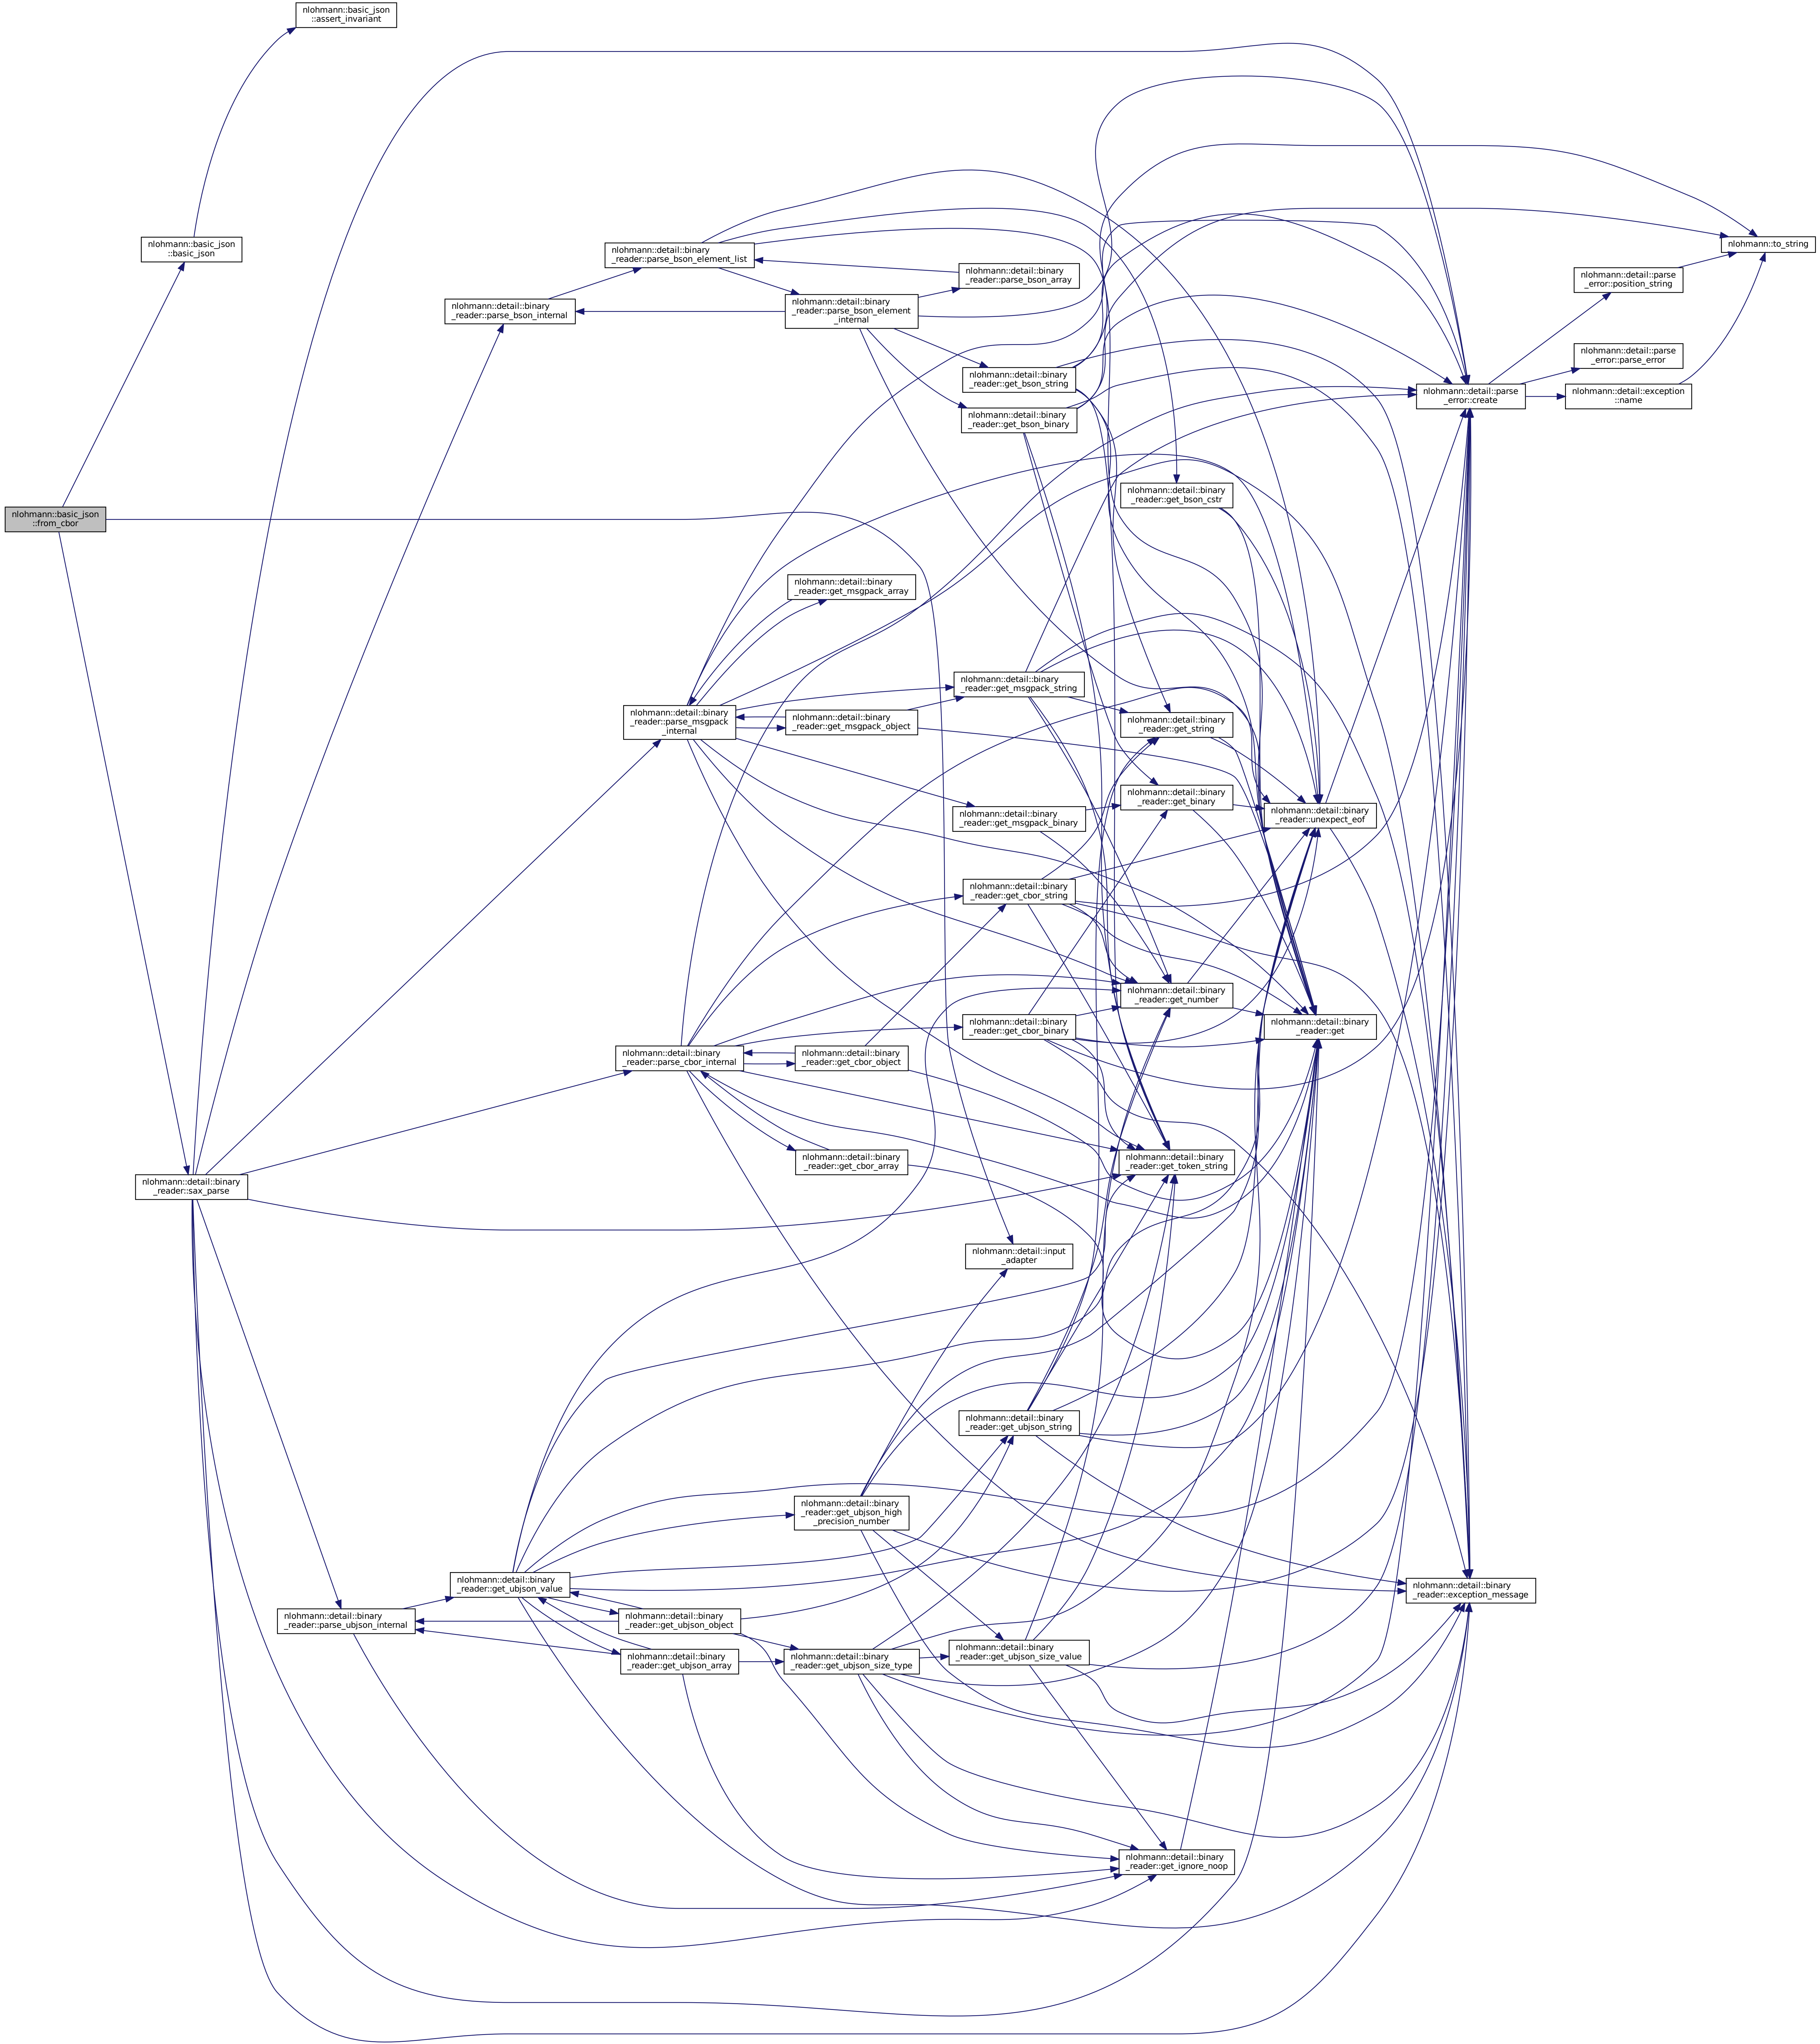 nlohmann::basic_json
::assert_invariant
nlohmann::basic_json
::basic_json
nlohmann::to_string
nlohmann::detail::binary
_reader::parse_bson_element_list
nlohmann::detail::binary
_reader::parse_bson_array
nlohmann::detail::parse
_error::position_string
nlohmann::detail::binary
_reader::parse_bson_internal
nlohmann::detail::binary
_reader::parse_bson_element
_internal
nlohmann::detail::parse
_error::parse_error
nlohmann::detail::binary
_reader::get_bson_string
nlohmann::detail::parse
_error::create
nlohmann::detail::exception
::name
nlohmann::detail::binary
_reader::get_bson_binary
nlohmann::detail::binary
_reader::get_bson_cstr
nlohmann::basic_json
::from_cbor
nlohmann::detail::binary
_reader::get_msgpack_array
nlohmann::detail::binary
_reader::get_msgpack_string
nlohmann::detail::binary
_reader::parse_msgpack
_internal
nlohmann::detail::binary
_reader::get_msgpack_object
nlohmann::detail::binary
_reader::get_string
nlohmann::detail::binary
_reader::get_binary
nlohmann::detail::binary
_reader::get_msgpack_binary
nlohmann::detail::binary
_reader::unexpect_eof
nlohmann::detail::binary
_reader::get_cbor_string
nlohmann::detail::binary
_reader::get_number
nlohmann::detail::binary
_reader::get_cbor_binary
nlohmann::detail::binary
_reader::get
nlohmann::detail::binary
_reader::parse_cbor_internal
nlohmann::detail::binary
_reader::get_cbor_object
nlohmann::detail::binary
_reader::get_cbor_array
nlohmann::detail::binary
_reader::get_token_string
nlohmann::detail::binary
_reader::sax_parse
nlohmann::detail::input
_adapter
nlohmann::detail::binary
_reader::get_ubjson_string
nlohmann::detail::binary
_reader::get_ubjson_high
_precision_number
nlohmann::detail::binary
_reader::get_ubjson_value
nlohmann::detail::binary
_reader::exception_message
nlohmann::detail::binary
_reader::parse_ubjson_internal
nlohmann::detail::binary
_reader::get_ubjson_object
nlohmann::detail::binary
_reader::get_ubjson_array
nlohmann::detail::binary
_reader::get_ubjson_size_type
nlohmann::detail::binary
_reader::get_ubjson_size_value
nlohmann::detail::binary
_reader::get_ignore_noop